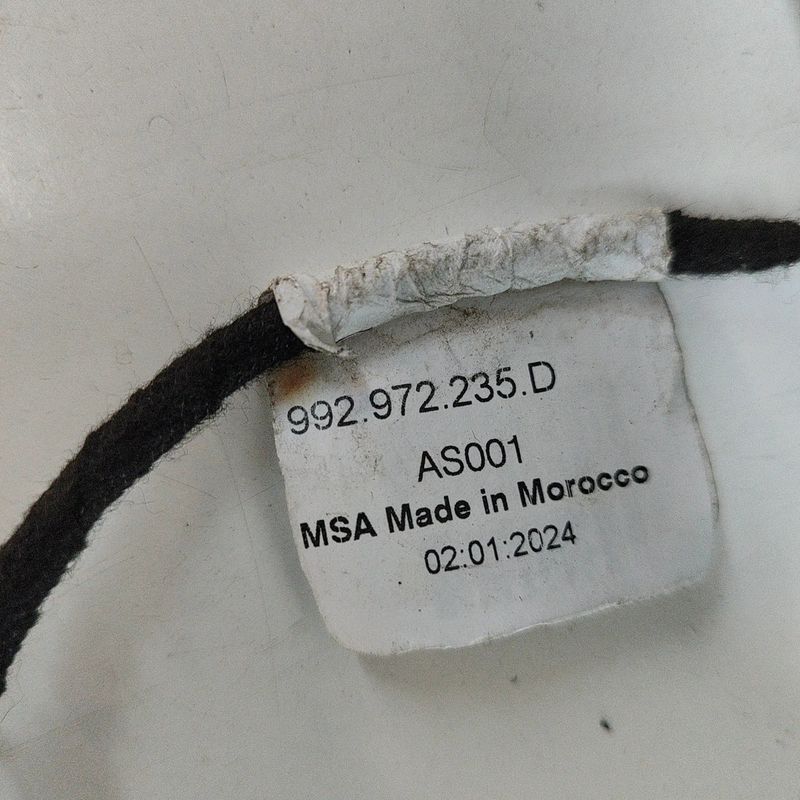 992.972.235.D
AS001
MSA Made in Morocco
02:01:2024